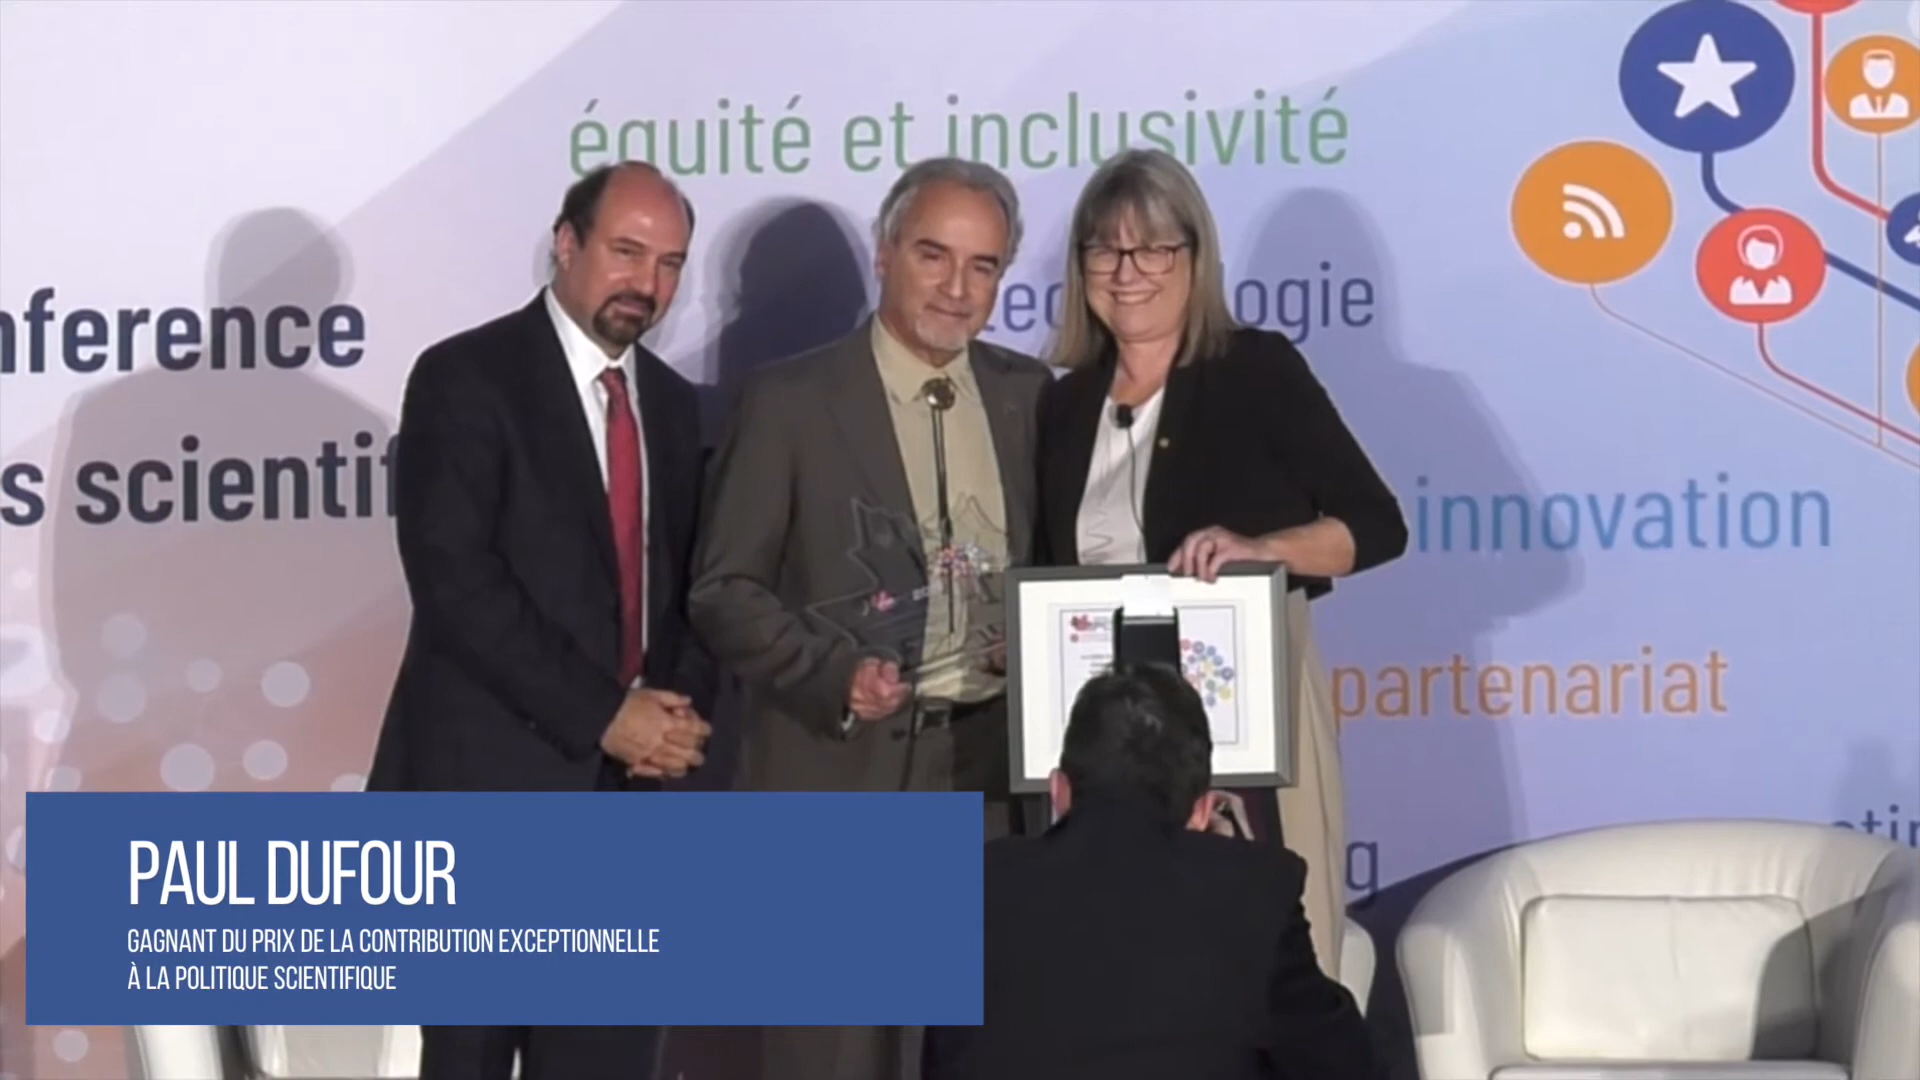 équité et inclusivité
nference
ogie
s scientif
innovation
partenariat
PAUL DUFOUR
GAGNANT DU PRIX DE LA CONTRIBUTION EXCEPTIONNELLE
À LA POLITIQUE SCIENTIFIQUE